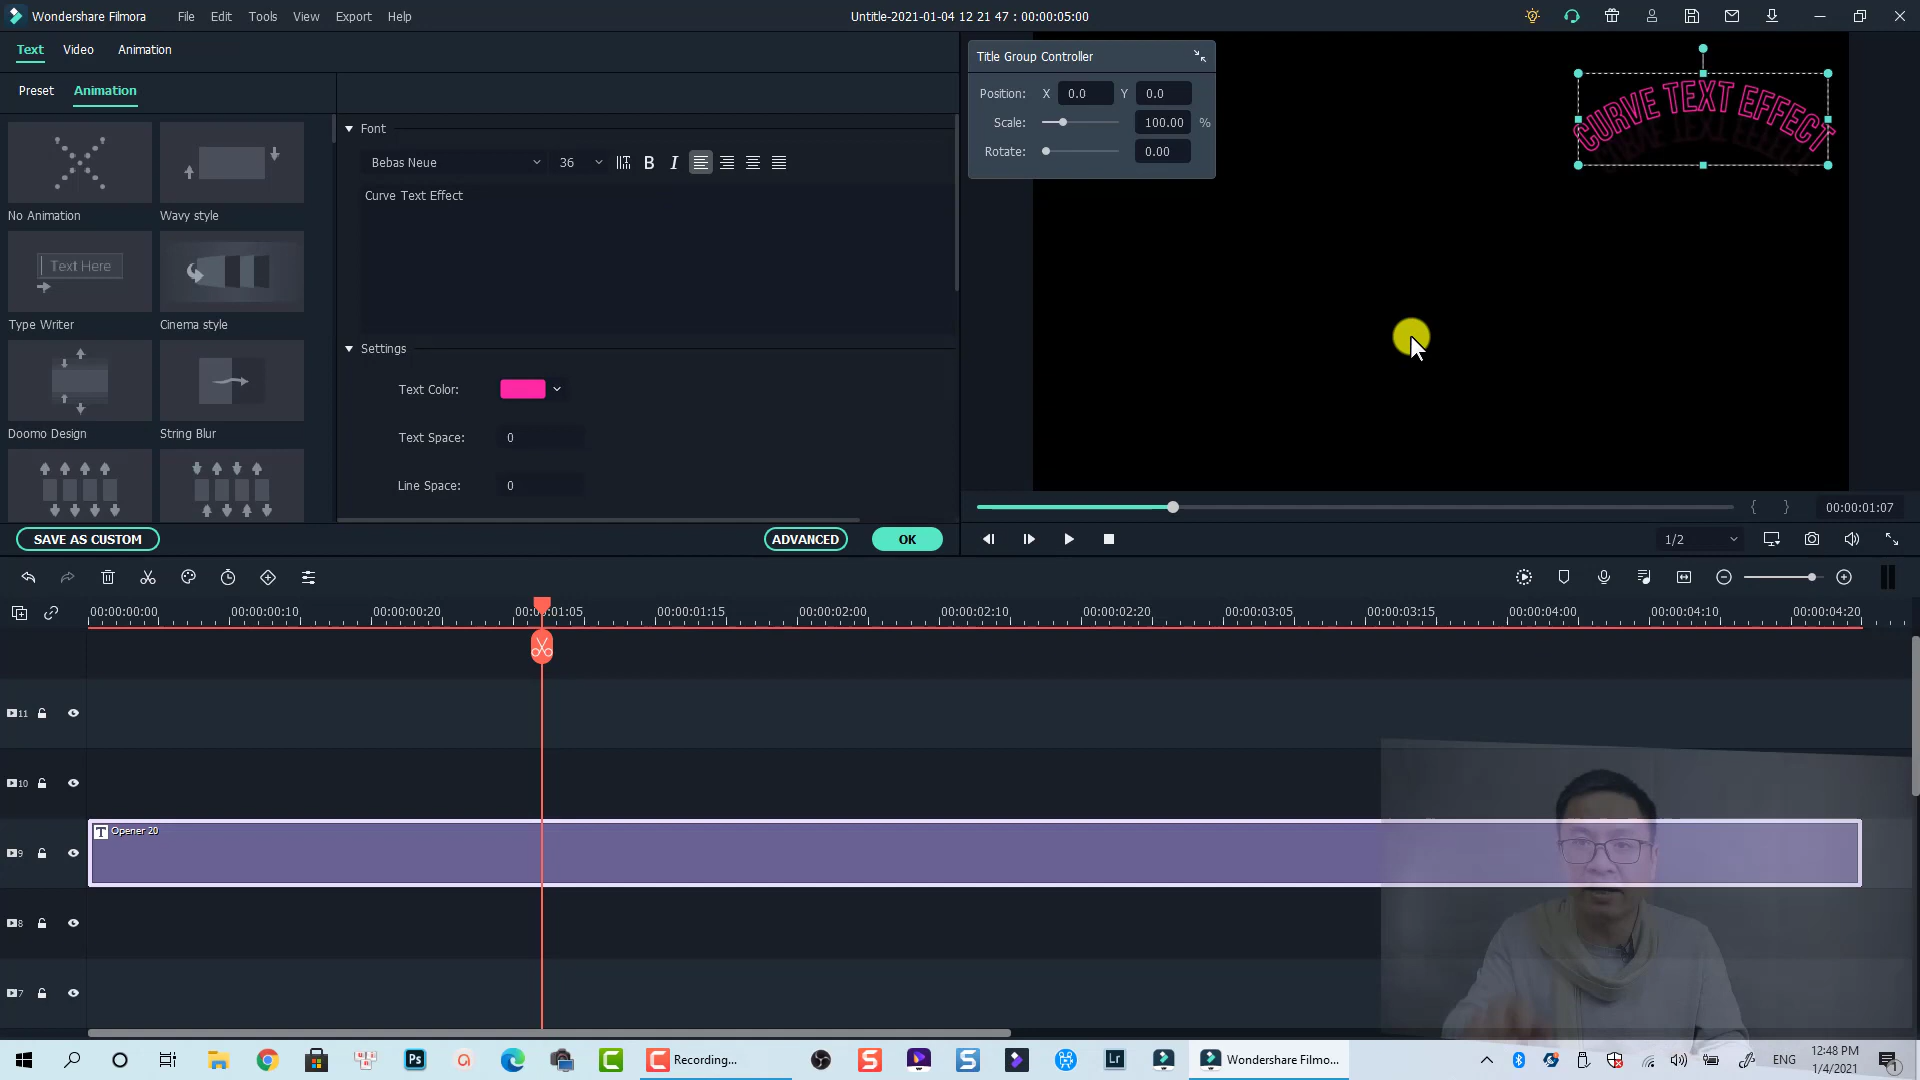 Wondershare Filmora
File Edit Tools View Export Help
Untitle-2021-01-04 12 21 47 : 00:00:05:00
Text Video Animation
Preset Animation
No Animation
Wavy style
Text Here
Type Writer
Cinema style
Doomo Design
String Blur
Font
Bebas Neue 36 B I
Curve Text Effect
Settings
Text Color:
Text Space: 0
Line Space: 0
SAVE AS CUSTOM
ADVANCED
OK
Title Group Controller
Position: X 0.0 Y 0.0
Scale: 100.00 %
Rotate: 0.00
CURVE TEXT EFFECT
{ } 00:00:01:07
1/2
00:00:00:00 00:00:00:10 00:00:00:20 00:00:01:05 00:00:01:15 00:00:02:00 00:00:02:10 00:00:02:20 00:00:03:05 00:00:03:15 00:00:04:00 00:00:04:10 00:00:04:20
11
10
T Opener 20
9
8
7
Ps
Recording...
S
S
Lr
Wondershare Filmo...
ENG
12:48 PM
1/4/2021
1